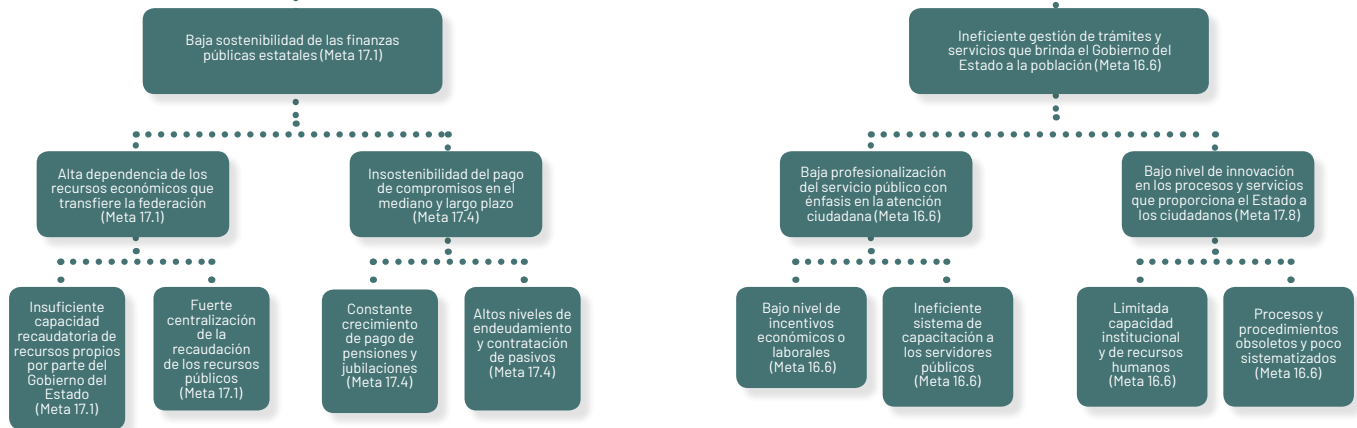 Baja sostenibilidad de las finanzas
públicas estatales (Meta 17.1)
Alta dependencia de los
recursos económicos que
transfiere la federación
(Meta 17.1)
Insostenibilidad del pago
de compromisos en el
mediano y largo plazo
(Meta 17.4)
Insuficiente
capacidad
recaudatoria de
recursos propios
por parte del
Gobierno del
Estado
(Meta 17.1)
Fuerte
centralización
de la
recaudación
de los recursos
públicos
(Meta 17.1)
Constante
crecimiento
de pago de
pensiones y
jubilaciones
(Meta 17.4)
Altos niveles de
endeudamiento
y contratación
de pasivos
(Meta 17.4)
Ineficiente gestión de trámites y
servicios que brinda el Gobierno del
Estado a la población (Meta 16.6)
Baja profesionalización
del servicio público con
énfasis en la atención
ciudadana (Meta 16.6)
Bajo nivel de innovación
en los procesos y servicios
que proporciona el Estado a
los ciudadanos (Meta 17.8)
Bajo nivel de
incentivos
económicos o
laborales
(Meta 16.6)
Ineficiente
sistema de
capacitación a
los servidores
públicos
(Meta 16.6)
Limitada
capacidad
institucional
y de recursos
humanos
(Meta 16.6)
Procesos y
procedimientos
obsoletos y poco
sistematizados
(Meta 16.6)